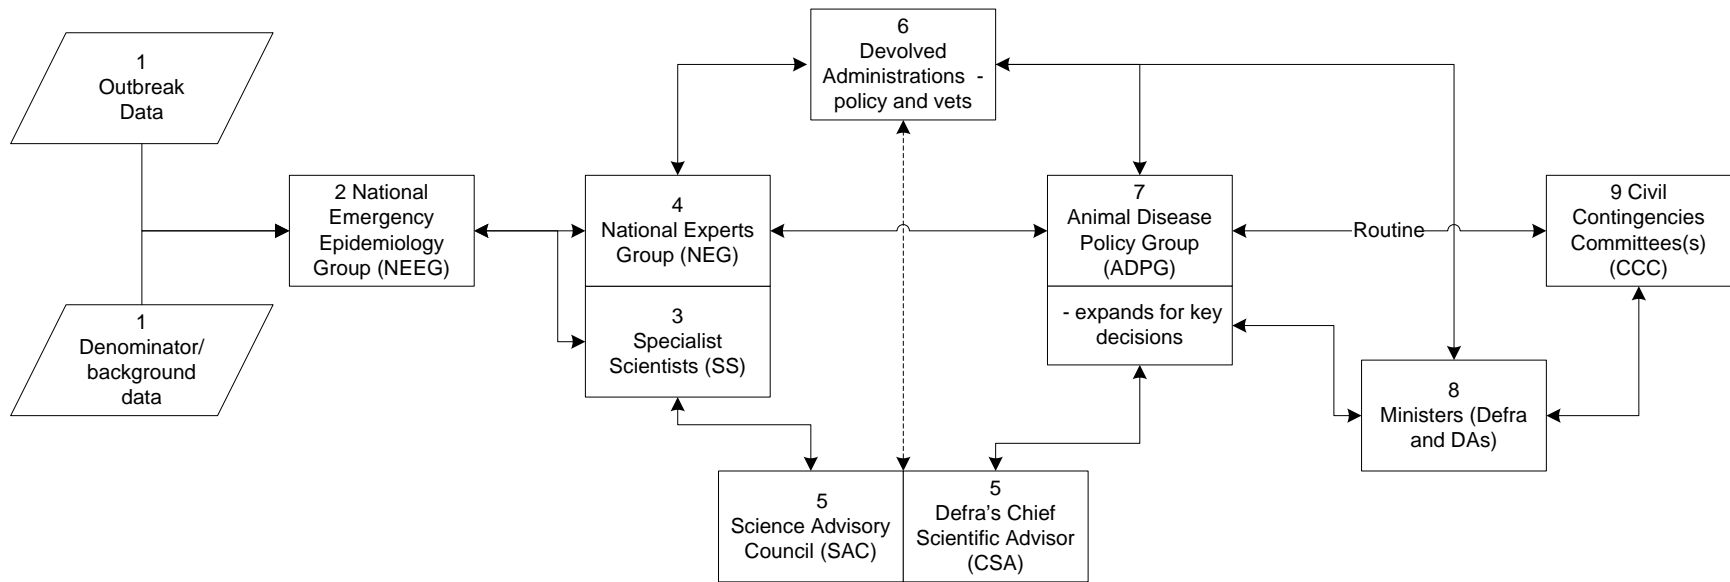 1
Outbreak
Data
1
Denominator/
background
data
2 National
Emergency
Epidemiology
Group (NEEG)
4
National Experts
Group (NEG)
3
Specialist
Scientists (SS)
6
Devolved
Administrations  -
policy and vets
5
Science Advisory
Council (SAC)
5
Defra's Chief
Scientific Advisor
(CSA)
7
Animal Disease
Policy Group
(ADPG)
- expands for key
decisions
Routine
8
Ministers (Defra
and DAs)
9 Civil
Contingencies
Committees(s)
(CCC)